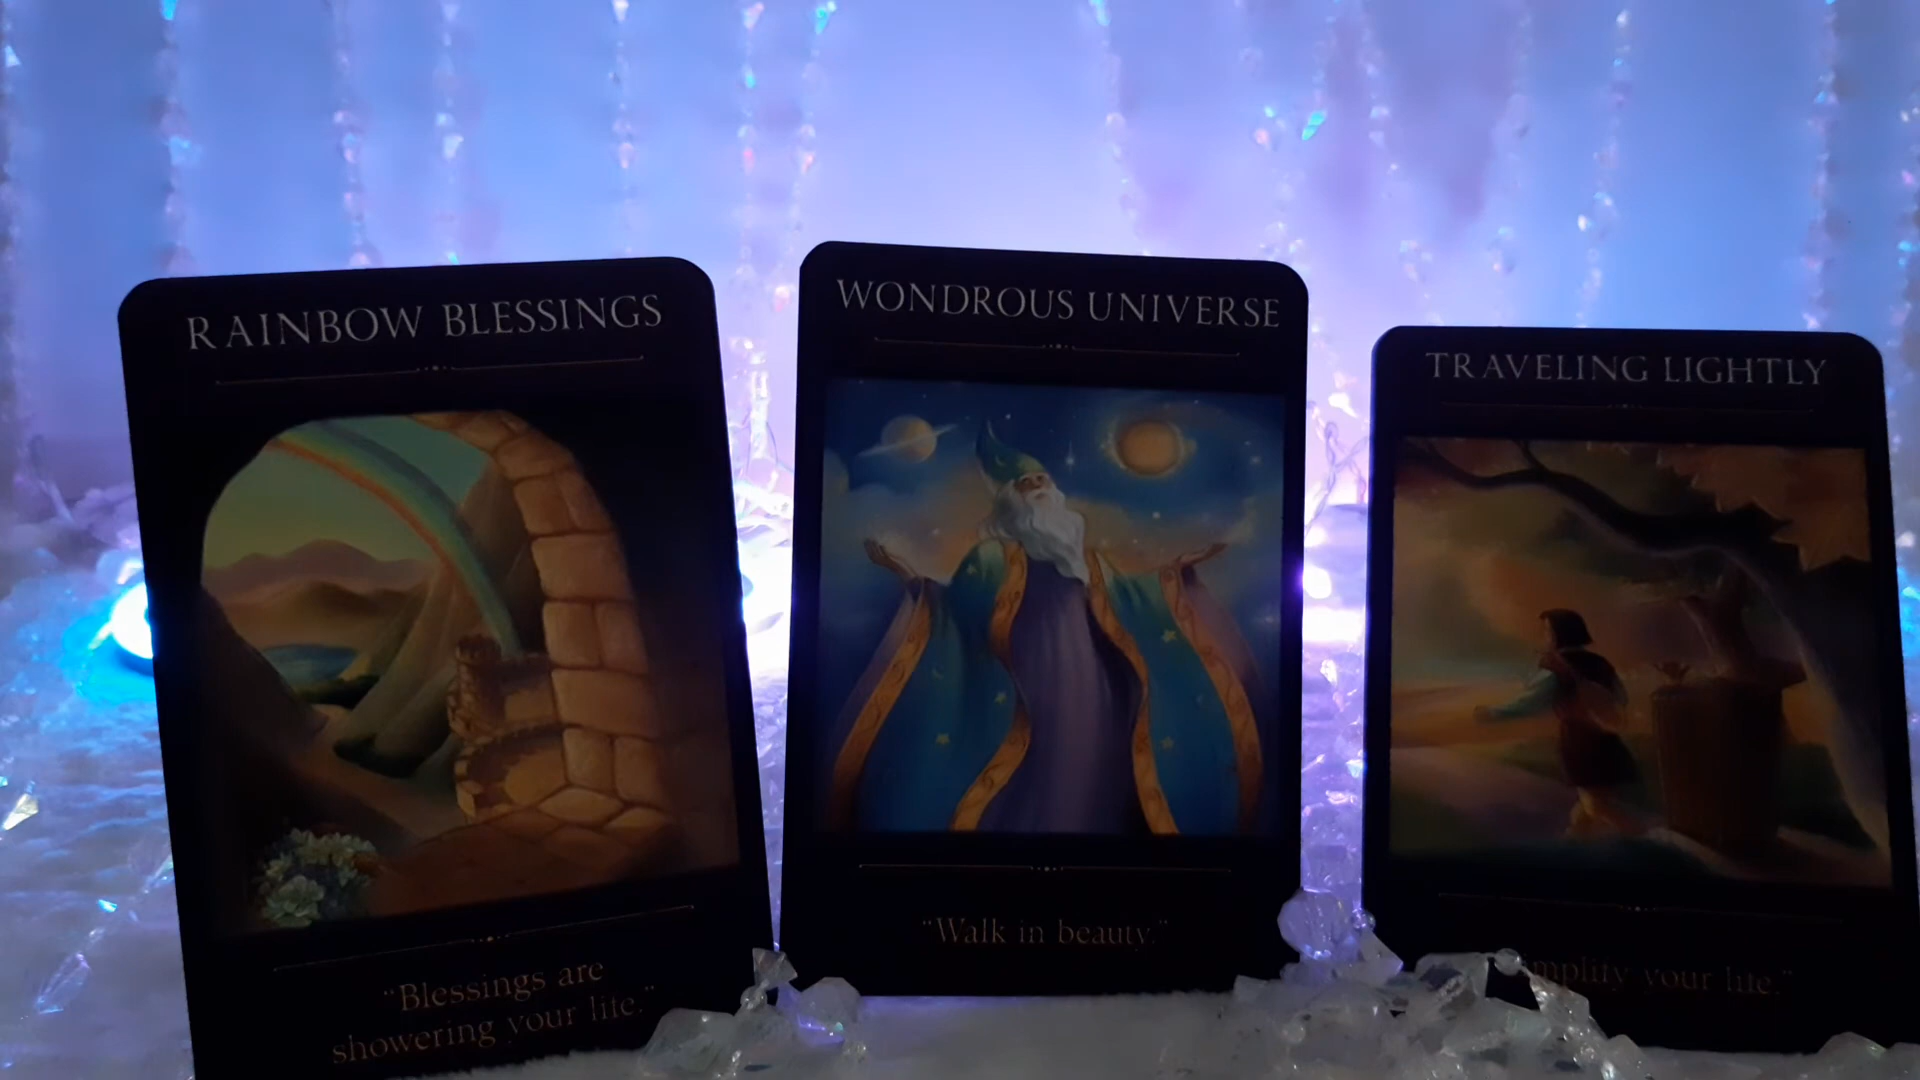 RAINBOW BLESSINGS
"Blessings are
showering your life."
WONDROUS UNIVERSE
"Walk in beauty."
TRAVELING LIGHTLY
your life."